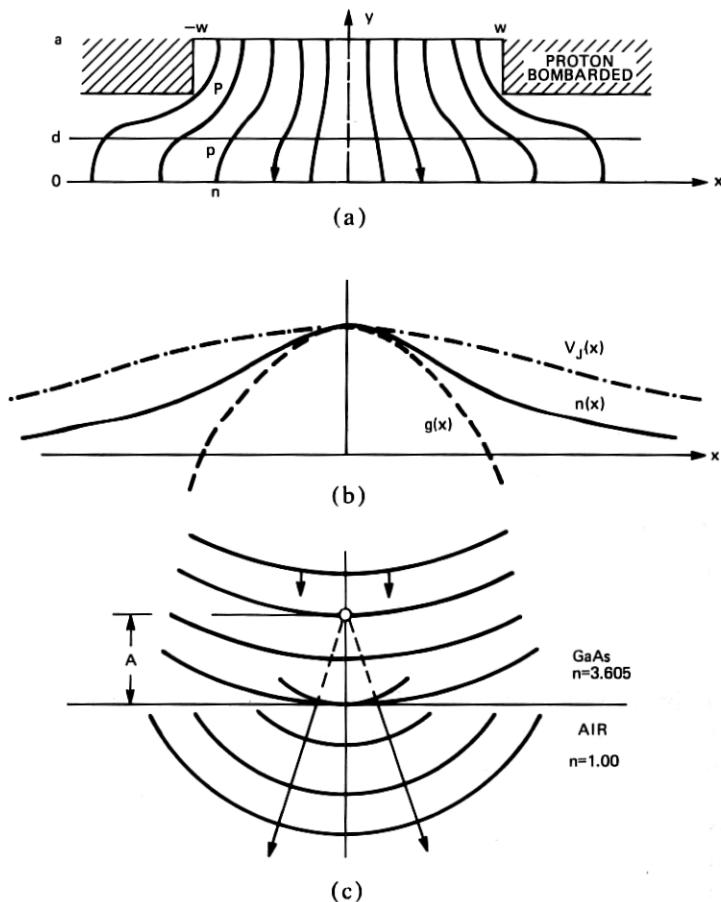 y
−w
w
a
PROTON
BOMBARDED
P
d
p
0
n
x
(a)
V_J(x)
n(x)
g(x)
x
(b)
A
GaAs
n=3.605
AIR
n=1.00
(c)